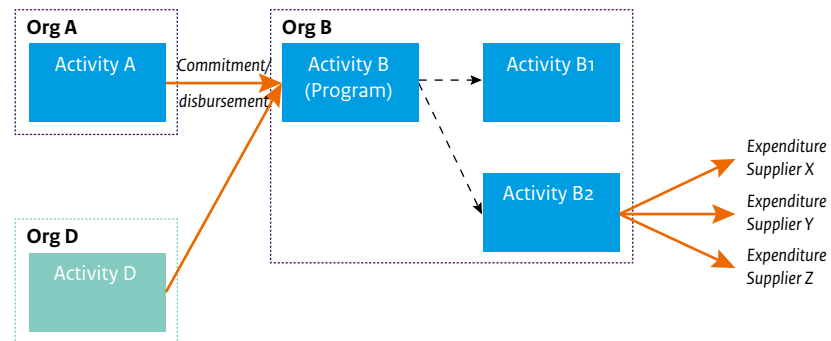 Org A
Activity A
Commitment/
disbursement
Org B
Activity B
(Program)
Activity B1
Activity B2
Expenditure
Supplier X
Expenditure
Supplier Y
Expenditure
Supplier Z
Org D
Activity D